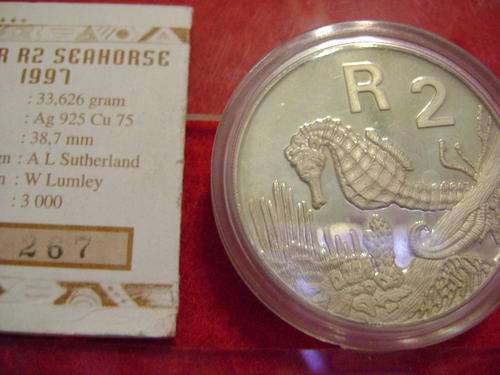 R R2 SEAHORSE
1997
: 33,626 gram
: Ag 925 Cu 75
: 38,7 mm
n : A L Sutherland
n : W Lumley
: 3 000
267
R 2